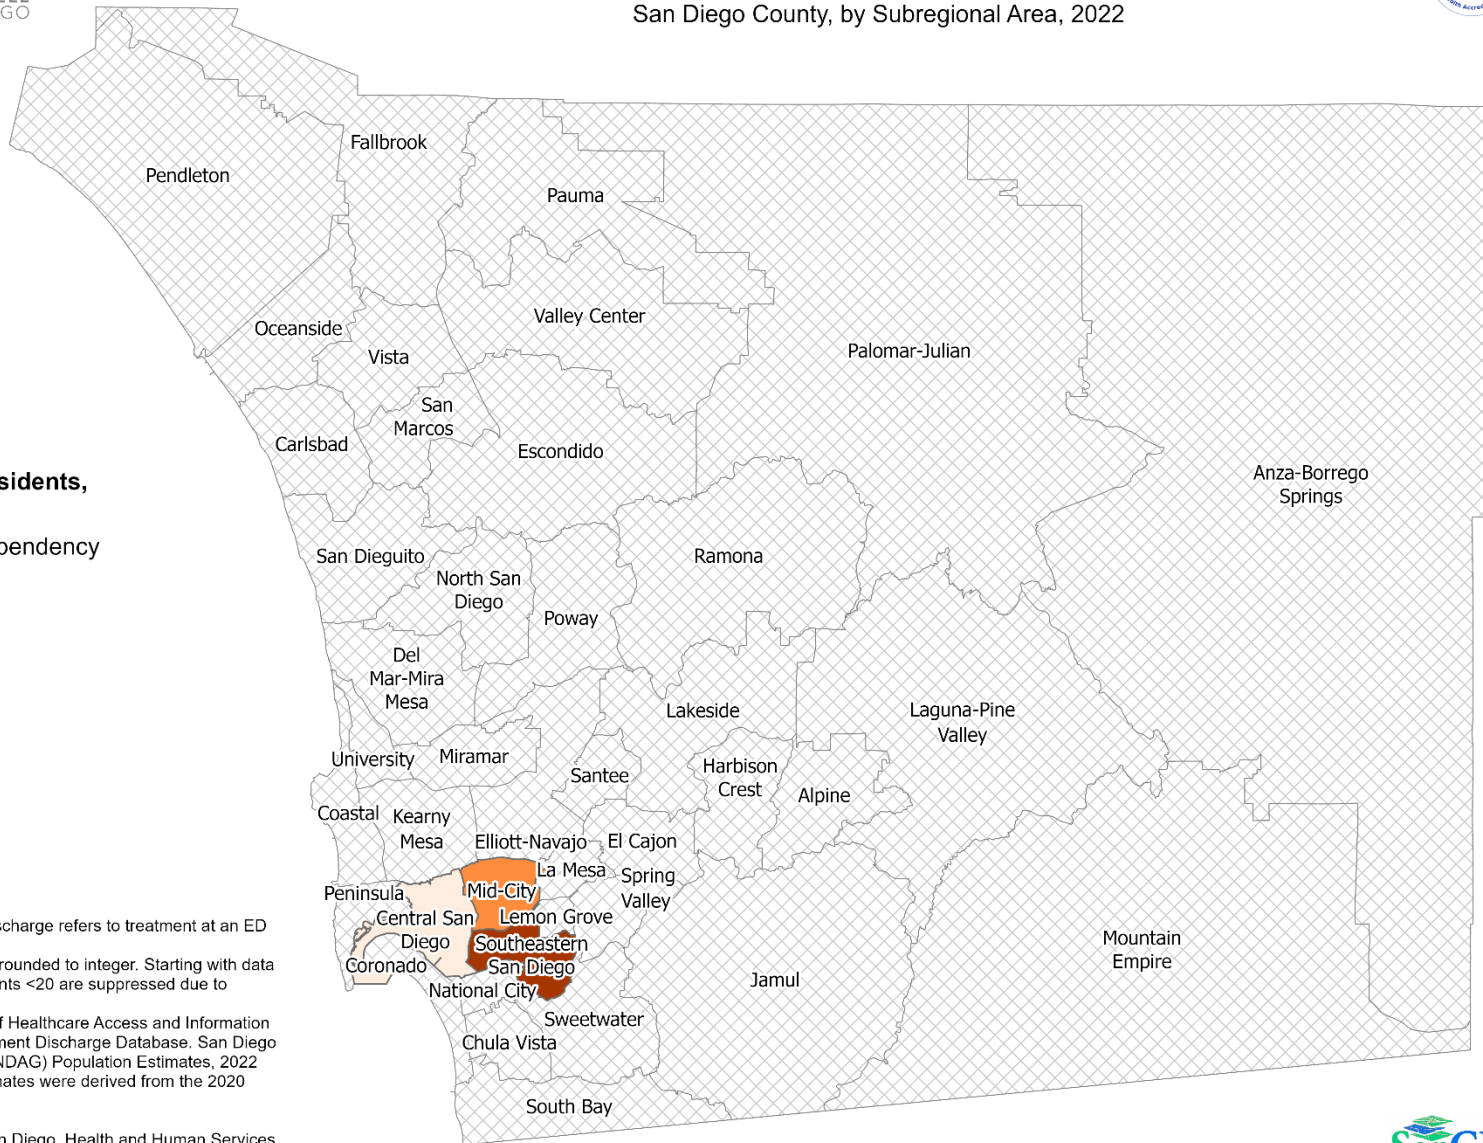 GO
San Diego County, by Subregional Area, 2022
Fallbrook
Pendleton
Pauma
Valley Center
Oceanside
Vista
Palomar-Julian
San
Marcos
Carlsbad
Escondido
Anza-Borrego
Springs
sidents,
pendency
San Dieguito
North San
Diego
Ramona
Poway
Del
Mar-Mira
Mesa
Lakeside
Laguna-Pine
Valley
University
Miramar
Santee
Harbison
Crest
Alpine
Coastal
Kearny
Mesa
Elliott-Navajo
El Cajon
La Mesa
Spring
Valley
Peninsula
Mid-City
Central San
Diego
Lemon Grove
Southeastern
San Diego
Coronado
National City
Jamul
Mountain
Empire
Sweetwater
Chula Vista
South Bay
scharge refers to treatment at an ED
rounded to integer. Starting with data
nts <20 are suppressed due to
f Healthcare Access and Information
ment Discharge Database. San Diego
NDAG) Population Estimates, 2022
mates were derived from the 2020
n Diego, Health and Human Services